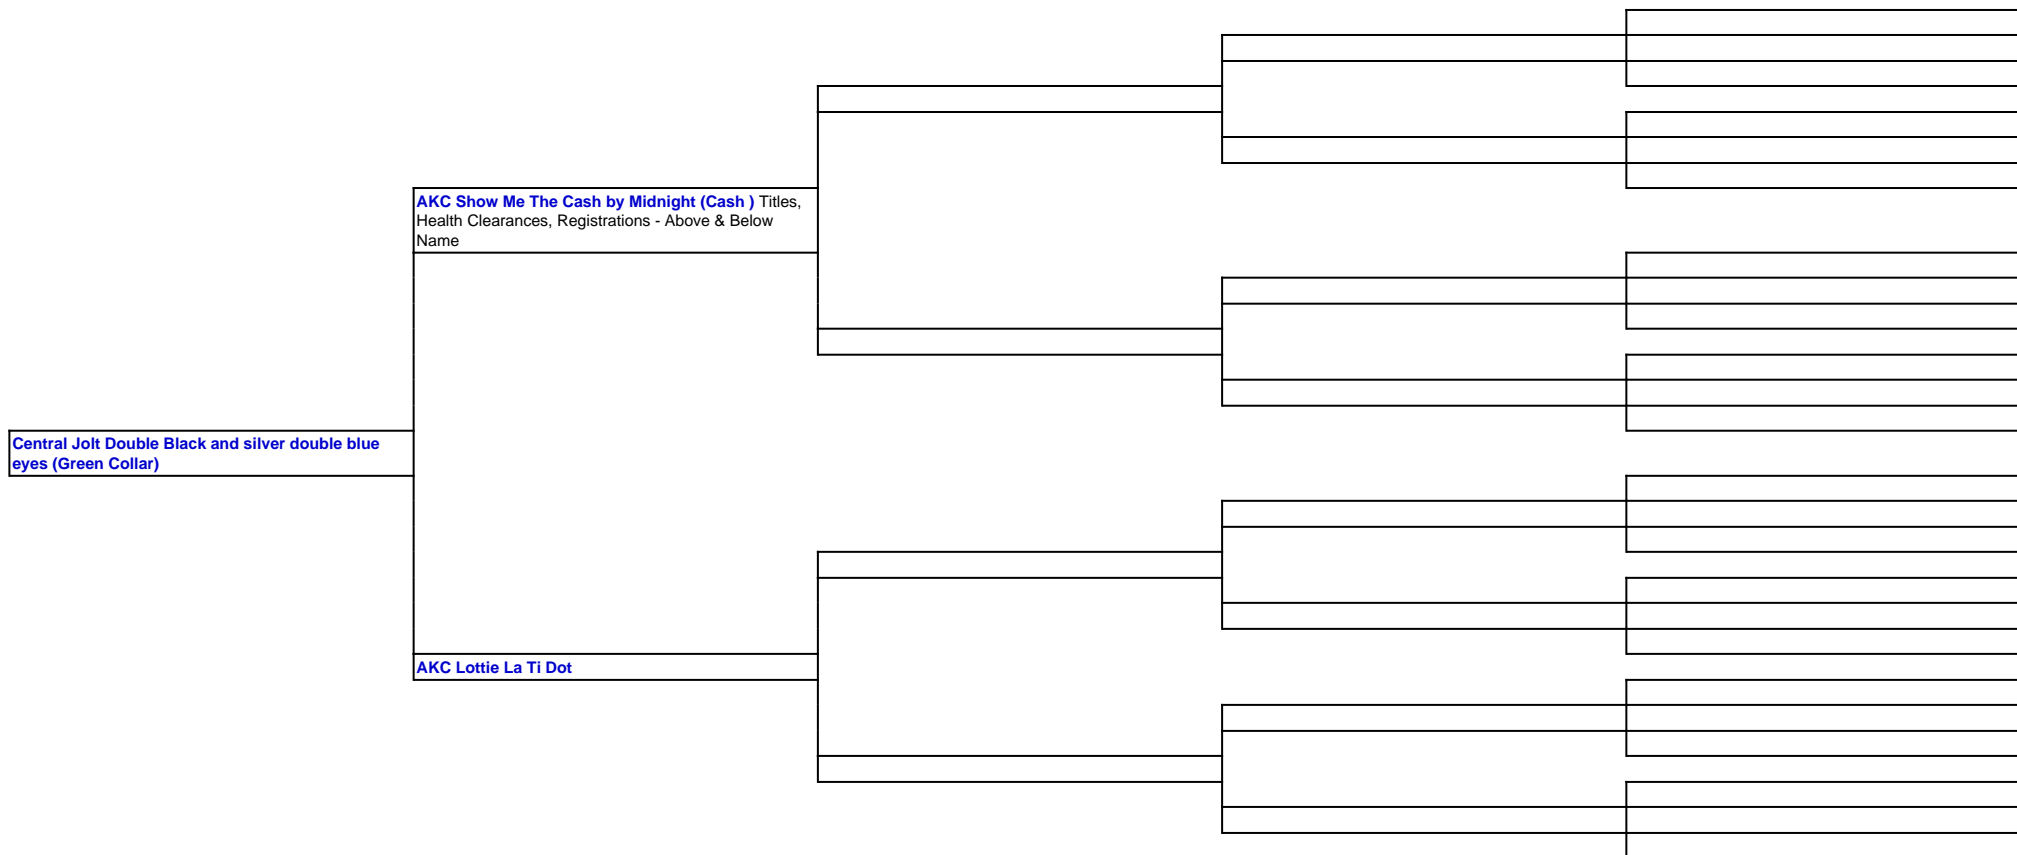 AKC Show Me The Cash by Midnight (Cash ) Titles,
Health Clearances, Registrations - Above & Below
Name
Central Jolt Double Black and silver double blue
eyes (Green Collar)
AKC Lottie La Ti Dot